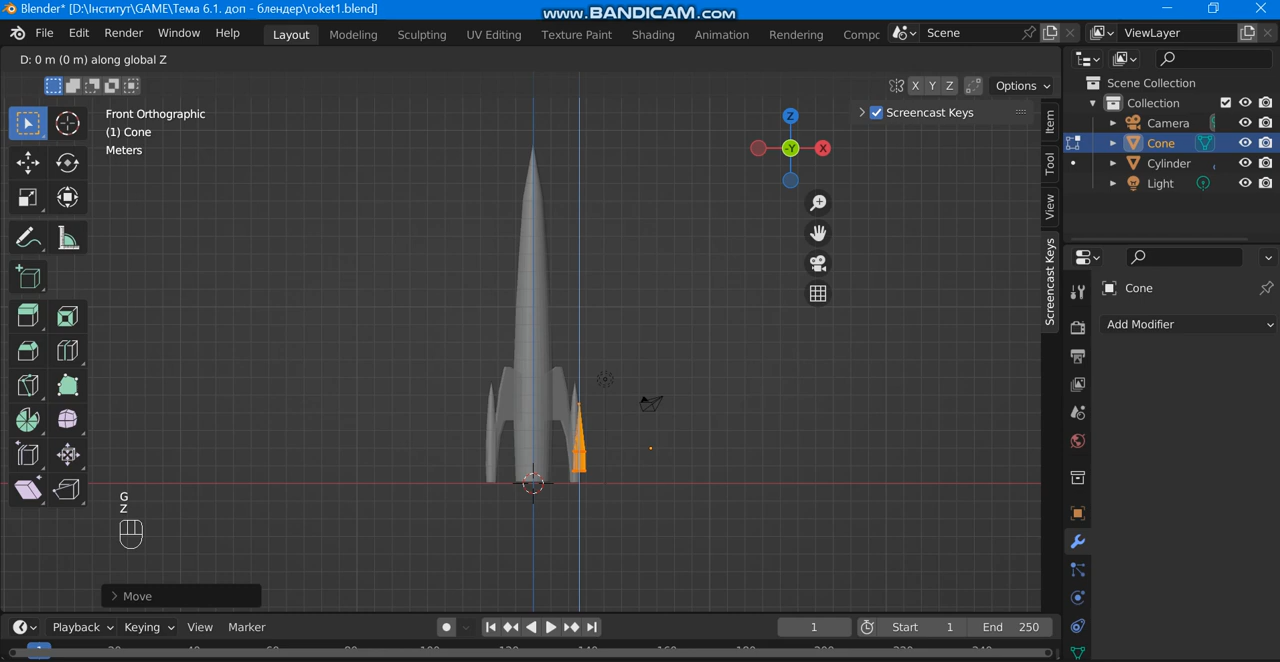 Blender* [D:\Інститут\GAME\Тема 6.1. доп - блендер\roket1.blend]
www.BANDICAM.com
File Edit Render Window Help
Layout Modeling Sculpting UV Editing Texture Paint Shading Animation Rendering Compc
Scene
ViewLayer
D: 0 m (0 m) along global Z
X Y Z
Options
Front Orthographic
(1) Cone
Meters
Screencast Keys
Z
X
-Y
Item
Tool
View
Screencast Keys
Scene Collection
Collection
Camera
Cone
Cylinder
Light
Cone
Add Modifier
G
Z
Move
Playback Keying View Marker
1
Start 1
End 250
1